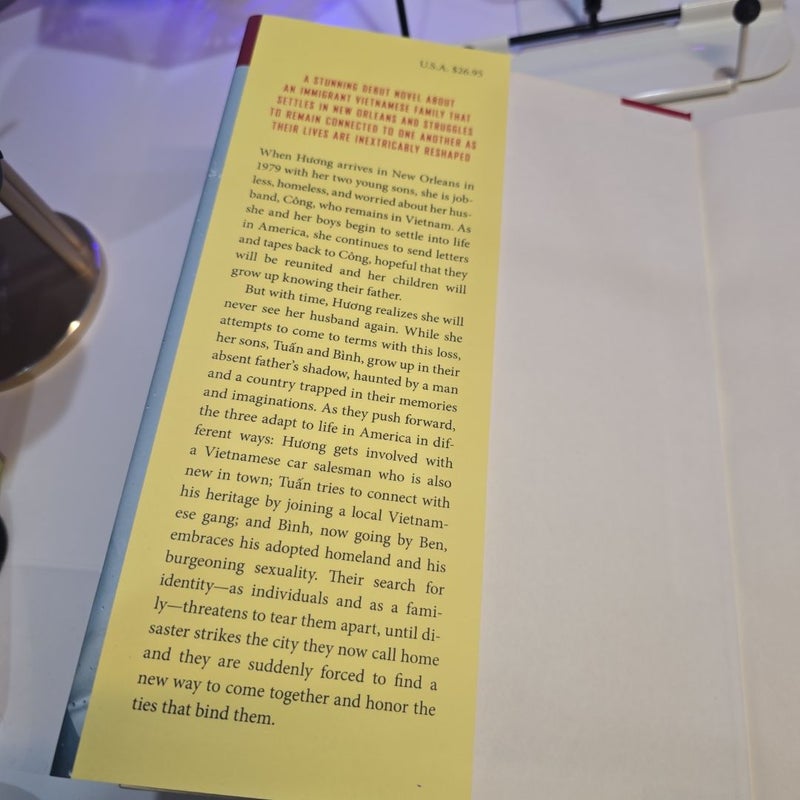 U.S.A. $26.95
A STUNNING DEBUT NOVEL ABOUT
AN IMMIGRANT VIETNAMESE FAMILY THAT
SETTLES IN NEW ORLEANS AND STRUGGLES
TO REMAIN CONNECTED TO ONE ANOTHER AS
THEIR LIVES ARE INEXTRICABLY RESHAPED
When Hương arrives in New Orleans in
1979 with her two young sons, she is job-
less, homeless, and worried about her hus-
band, Công, who remains in Vietnam. As
she and her boys begin to settle into life
in America, she continues to send letters
and tapes back to Công, hopeful that they
will be reunited and her children will
grow up knowing their father.
But with time, Hương realizes she will
never see her husband again. While she
attempts to come to terms with this loss,
her sons, Tuấn and Bình, grow up in their
absent father's shadow, haunted by a man
and a country trapped in their memories
and imaginations. As they push forward,
the three adapt to life in America in dif-
ferent ways: Hương gets involved with
a Vietnamese car salesman who is also
new in town; Tuấn tries to connect with
his heritage by joining a local Vietnam-
ese gang; and Bình, now going by Ben,
embraces his adopted homeland and his
burgeoning sexuality. Their search for
identity—as individuals and as a fami-
ly—threatens to tear them apart, until di-
saster strikes the city they now call home
and they are suddenly forced to find a
new way to come together and honor the
ties that bind them.